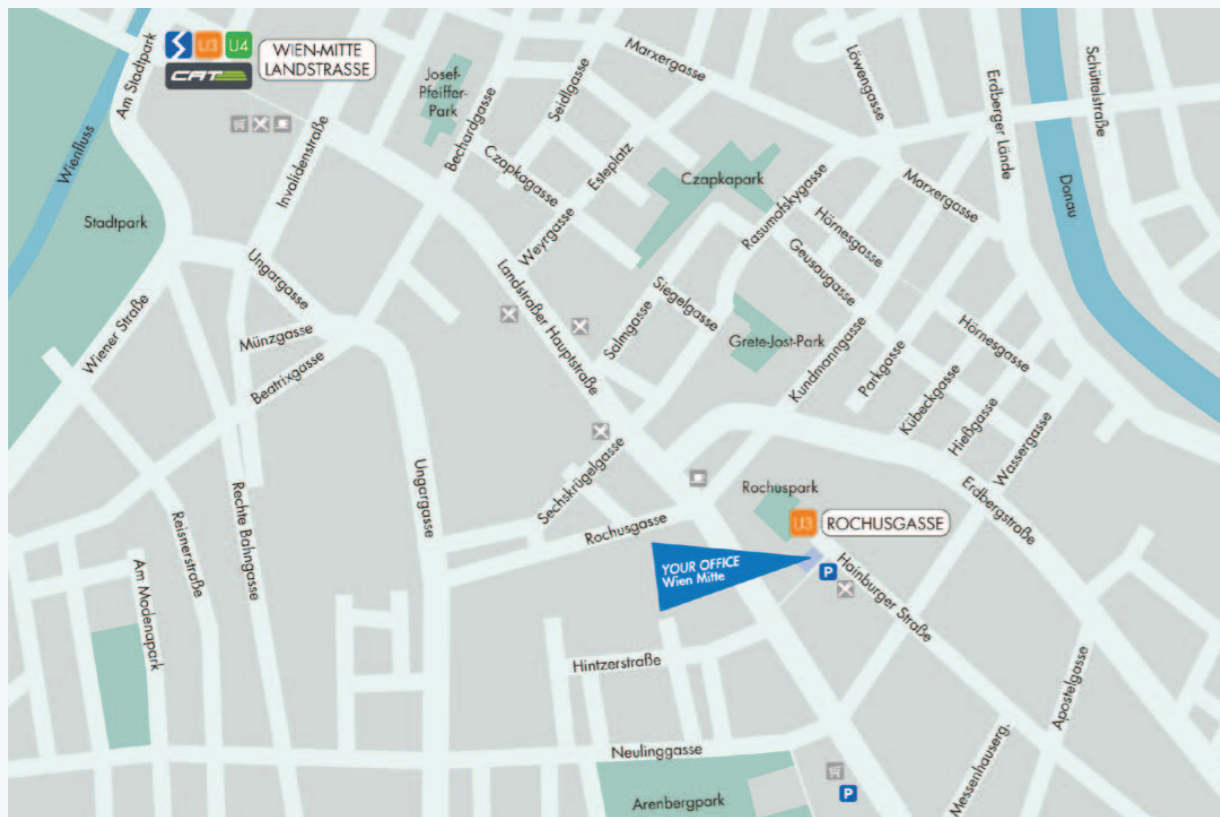 Am Stadtpark
U3
U4
CAT
WIEN-MITTE
LANDSTRASSE
Wienfluss
Stadtpark
Invalidenstraße
Josef-
Pfeiffer-
Park
Bechardgasse
Seidlgasse
Marxergasse
Löwengasse
Erdberger Lände
Schüttelstraße
Donau
Czapkagasse
Esteplatz
Weyrgasse
Czapkapark
Rasumofskygasse
Marxergasse
Hörnesgasse
Geusaugasse
Ungargasse
Wiener Straße
Münzgasse
Beatrixgasse
Landstraßer Hauptstraße
Siegelgasse
Salmgasse
Grete-Jost-Park
Kundmanngasse
Parkgasse
Kübeckgasse
Hießgasse
Hörnesgasse
Wassergasse
Reisnerstraße
Rechte Bahngasse
Ungargasse
Sechskrügelgasse
Rochusgasse
Rochuspark
U3
ROCHUSGASSE
Erdbergstraße
YOUR OFFICE
Wien Mitte
P
Hainburger Straße
Am Modenapark
Hintzerstraße
Neulinggasse
Arenbergpark
P
Messenhauserg.
Apostelgasse